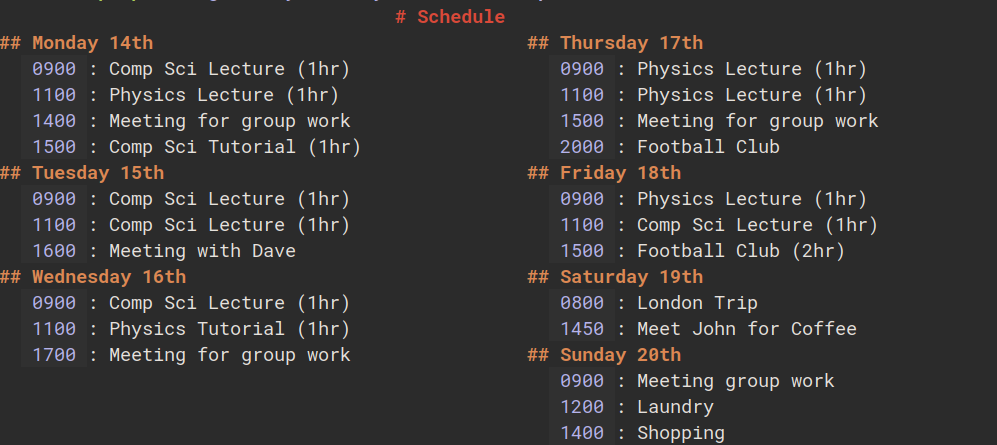 # Schedule
## Monday 14th
0900 : Comp Sci Lecture (1hr)
1100 : Physics Lecture (1hr)
1400 : Meeting for group work
1500 : Comp Sci Tutorial (1hr)
## Tuesday 15th
0900 : Comp Sci Lecture (1hr)
1100 : Comp Sci Lecture (1hr)
1600 : Meeting with Dave
## Wednesday 16th
0900 : Comp Sci Lecture (1hr)
1100 : Physics Tutorial (1hr)
1700 : Meeting for group work
## Thursday 17th
0900 : Physics Lecture (1hr)
1100 : Physics Lecture (1hr)
1500 : Meeting for group work
2000 : Football Club
## Friday 18th
0900 : Physics Lecture (1hr)
1100 : Comp Sci Lecture (1hr)
1500 : Football Club (2hr)
## Saturday 19th
0800 : London Trip
1450 : Meet John for Coffee
## Sunday 20th
0900 : Meeting group work
1200 : Laundry
1400 : Shopping